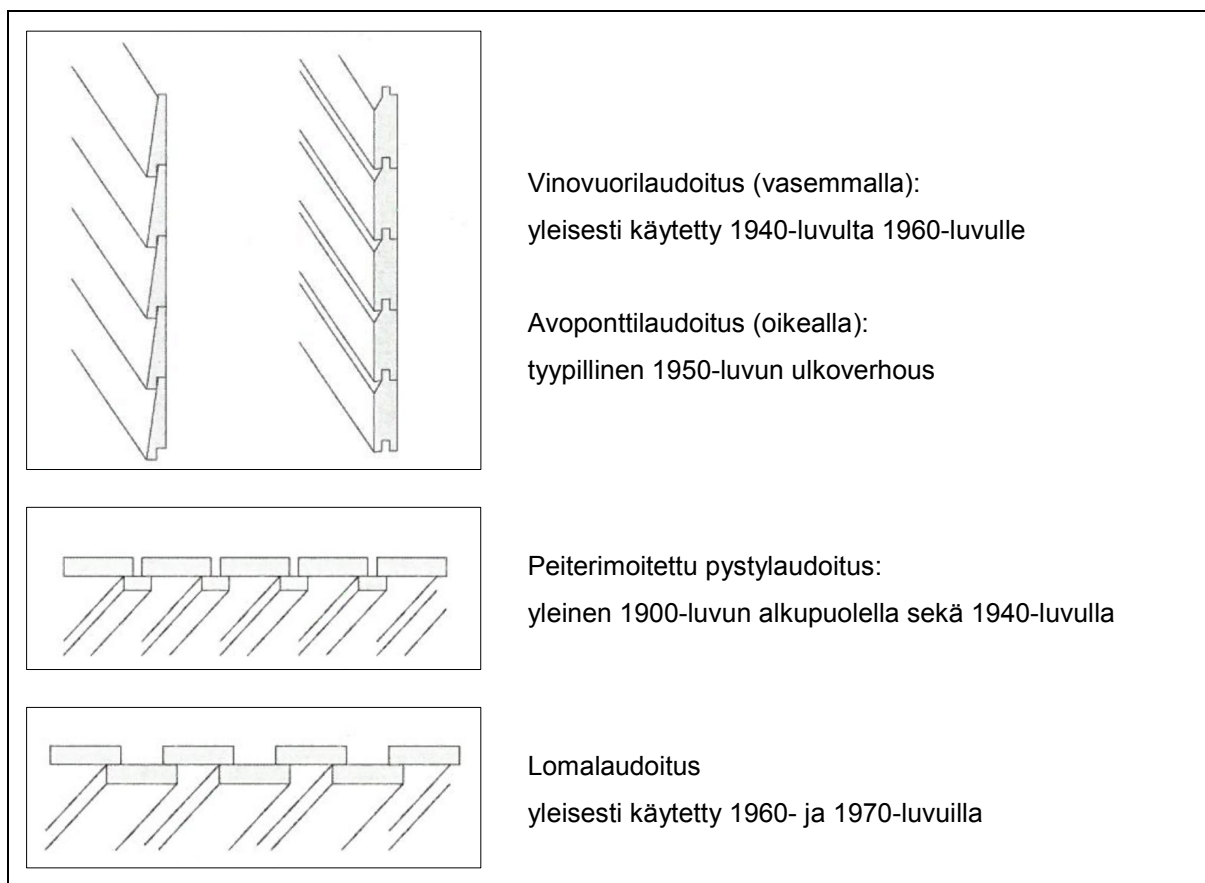 Vinovuorilaudoitus (vasemmalla):
yleisesti käytetty 1940-luvulta 1960-luvulle
Avoponttilaudoitus (oikealla):
tyypillinen 1950-luvun ulkoverhous
Peiterimoitettu pystylaudoitus:
yleinen 1900-luvun alkupuolella sekä 1940-luvulla
Lomalaudoitus
yleisesti käytetty 1960- ja 1970-luvuilla